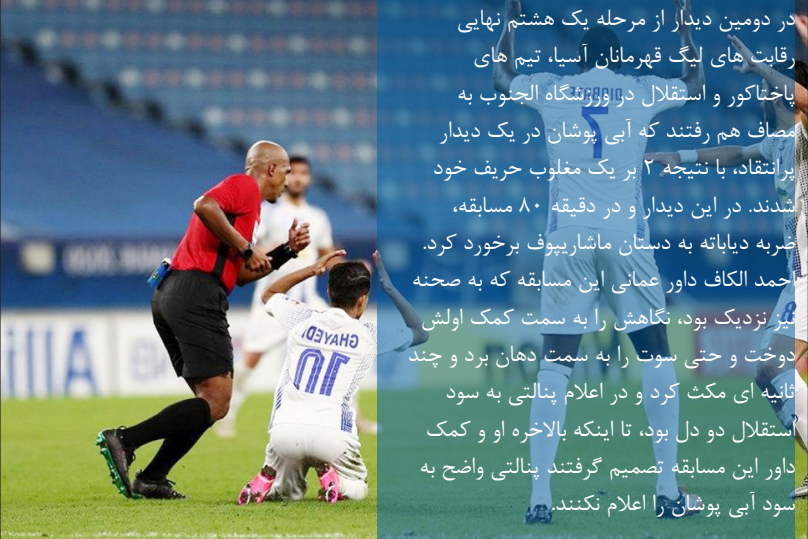 در دومین دیدار از مرحله یک هشتم نهایی
رقابت های لیگ قهرمانان آسیا، تیم های
پاختاکور و استقلال در ورزشگاه الجنوب به
مصاف هم رفتند که آبی پوشان در یک دیدار
پرانتقاد، با نتیجه ۲ بر یک مغلوب حریف خود
شدند. در این دیدار و در دقیقه ۸۰ مسابقه،
ضربه دیاباته به دستان ماشاریپوف برخورد کرد.
احمد الکاف داور عمانی این مسابقه که به صحنه
نیز نزدیک بود، نگاهش را به سمت کمک اولش
دوخت و حتی سوت را به سمت دهان برد و چند
ثانیه ای مکث کرد و در اعلام پنالتی به سود
استقلال دو دل بود، تا اینکه بالاخره او و کمک
داور این مسابقه تصمیم گرفتند پنالتی واضح به
سود آبی پوشان را اعلام نکنند.
GHAYEDI
10
7